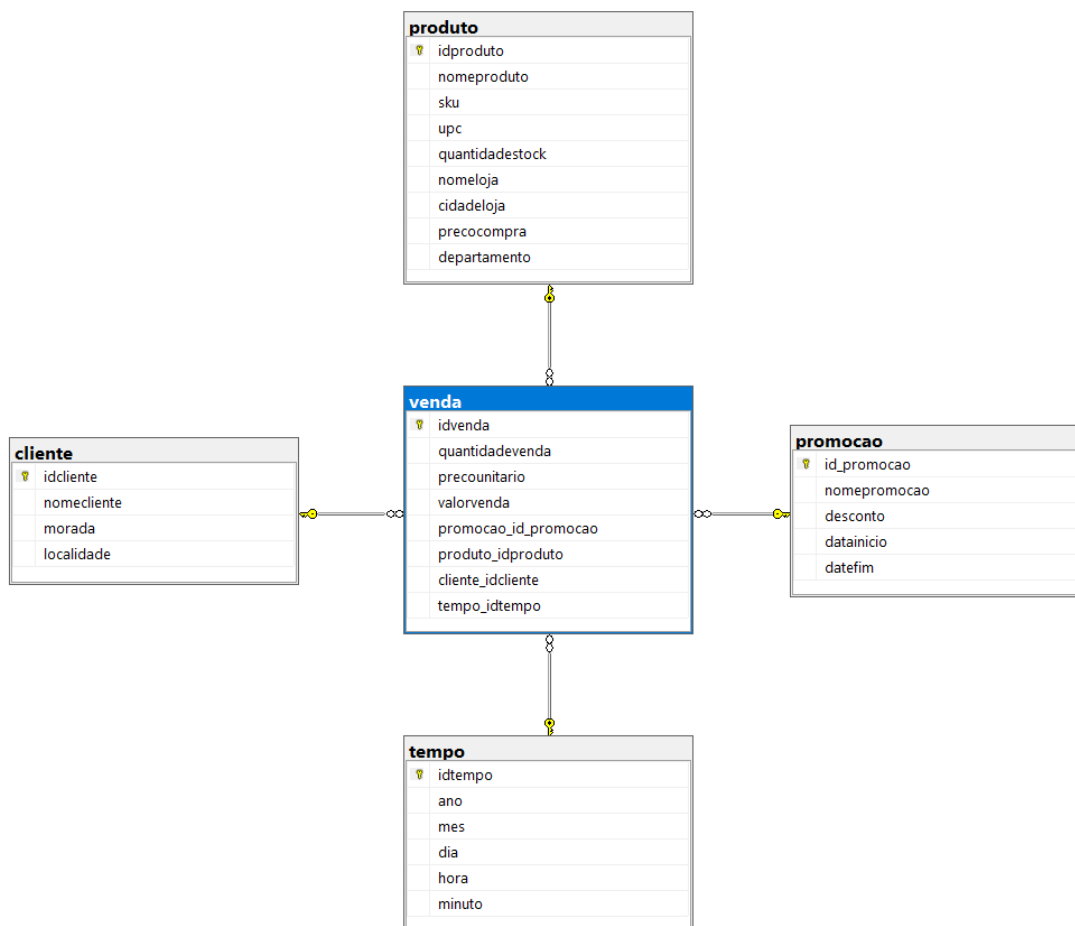 produto
idproduto
nomeproduto
sku
upc
quantidadestock
nomeloja
cidadeloja
precocompra
departamento
cliente
idcliente
nomecliente
morada
localidade
venda
idvenda
quantidadevenda
precounitario
valorvenda
promocao_id_promocao
produto_idproduto
cliente_idcliente
tempo_idtempo
promocao
id_promocao
nomepromocao
desconto
datainicio
datefim
tempo
idtempo
ano
mes
dia
hora
minuto